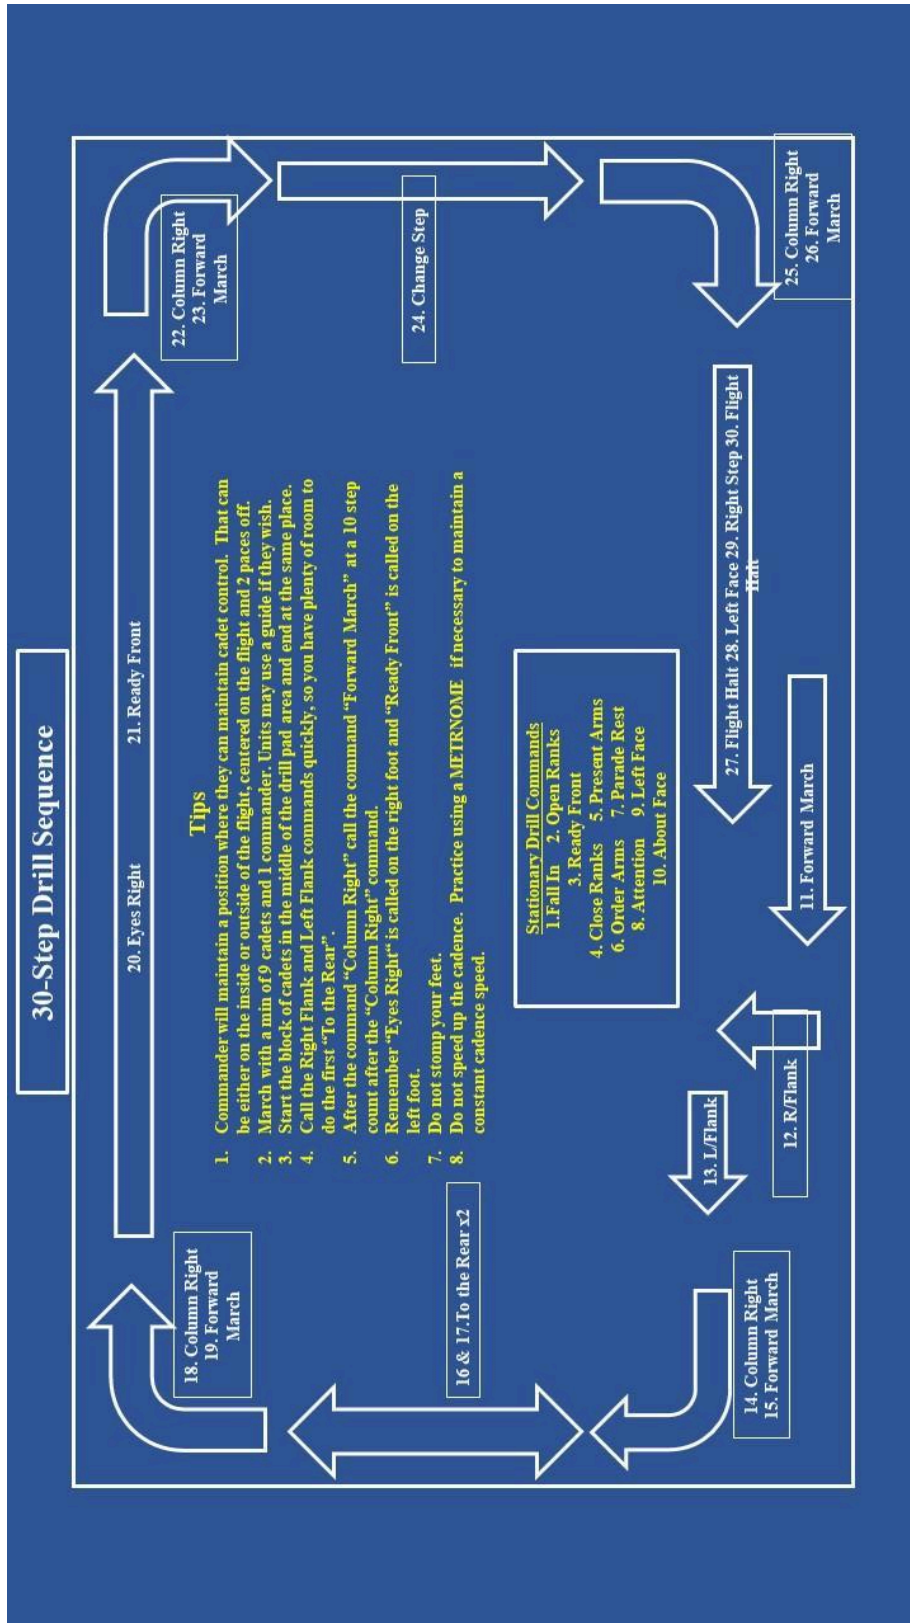 30-Step Drill Sequence
20. Eyes Right
21. Ready Front
18. Column Right
19. Forward
March
22. Column Right
23. Forward
March
Tips
1. Commander will maintain a position where they can maintain cadet control. That can
be either on the inside or outside of the flight, centered on the flight and 2 paces off.
2. March with a min of 9 cadets and 1 commander. Units may use a guide if they wish.
3. Start the block of cadets in the middle of the drill pad area and end at the same place.
4. Call the Right Flank and Left Flank commands quickly, so you have plenty of room to
do the first “To the Rear”.
5. After the command “Column Right” call the command “Forward March” at a 10 step
count after the “Column Right” command.
6. Remember “Eyes Right“ is called on the right foot and “Ready Front” is called on the
left foot.
7. Do not stomp your feet.
8. Do not speed up the cadence. Practice using a METRNOME if necessary to maintain a
constant cadence speed.
16 & 17.To the Rear x2
24. Change Step
Stationary Drill Commands
1.Fall In 2. Open Ranks
3. Ready Front
4. Close Ranks 5. Present Arms
6. Order Arms 7. Parade Rest
8. Attention 9. Left Face
10. About Face
14. Column Right
15. Forward March
13. L/Flank
12. R/Flank
11. Forward March
27. Flight Halt 28. Left Face 29. Right Step 30. Flight
Halt
25. Column Right
26. Forward
March